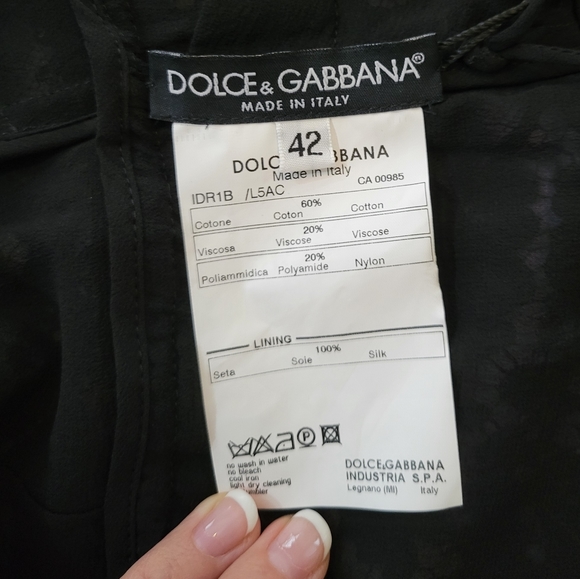 DOLCE & GABBANA®
MADE IN ITALY
42
DOLC BBANA
Made in Italy
IDR1B /L5AC CA 00985
60%
Cotone Coton Cotton
20%
Viscosa Viscose Viscose
20%
Poliammidica Polyamide Nylon
LINING
100%
Seta Soie Silk
P
no wash in water
no bleach
cool iron
light dry cleaning
DOLCE&GABBANA
INDUSTRIA S.P.A.
Legnano (MI) Italy